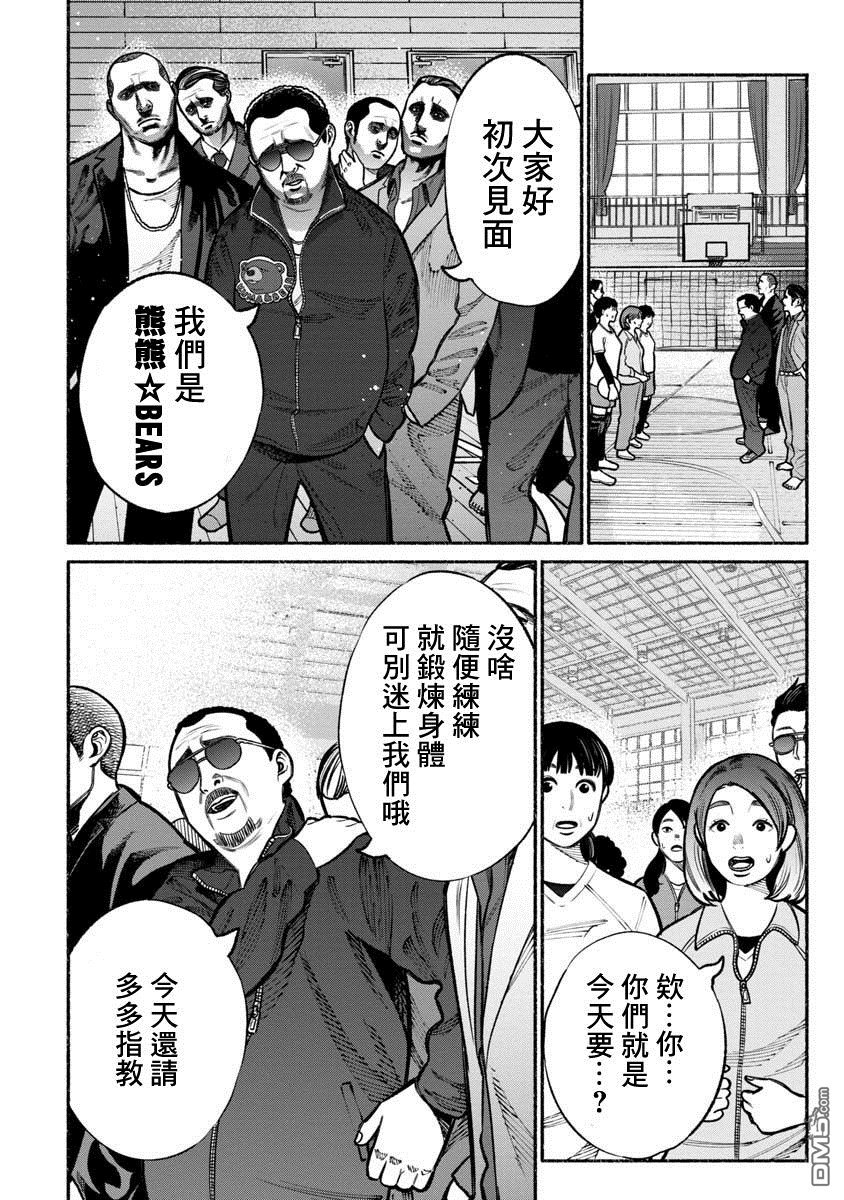 大家好
初次見面
我們是
熊熊☆BEARS
欸…你…
你們就是
今天要…?
沒啥
隨便練練
就鍛煉身體
可別迷上我們哦
今天還請
多多指教
DM5.com